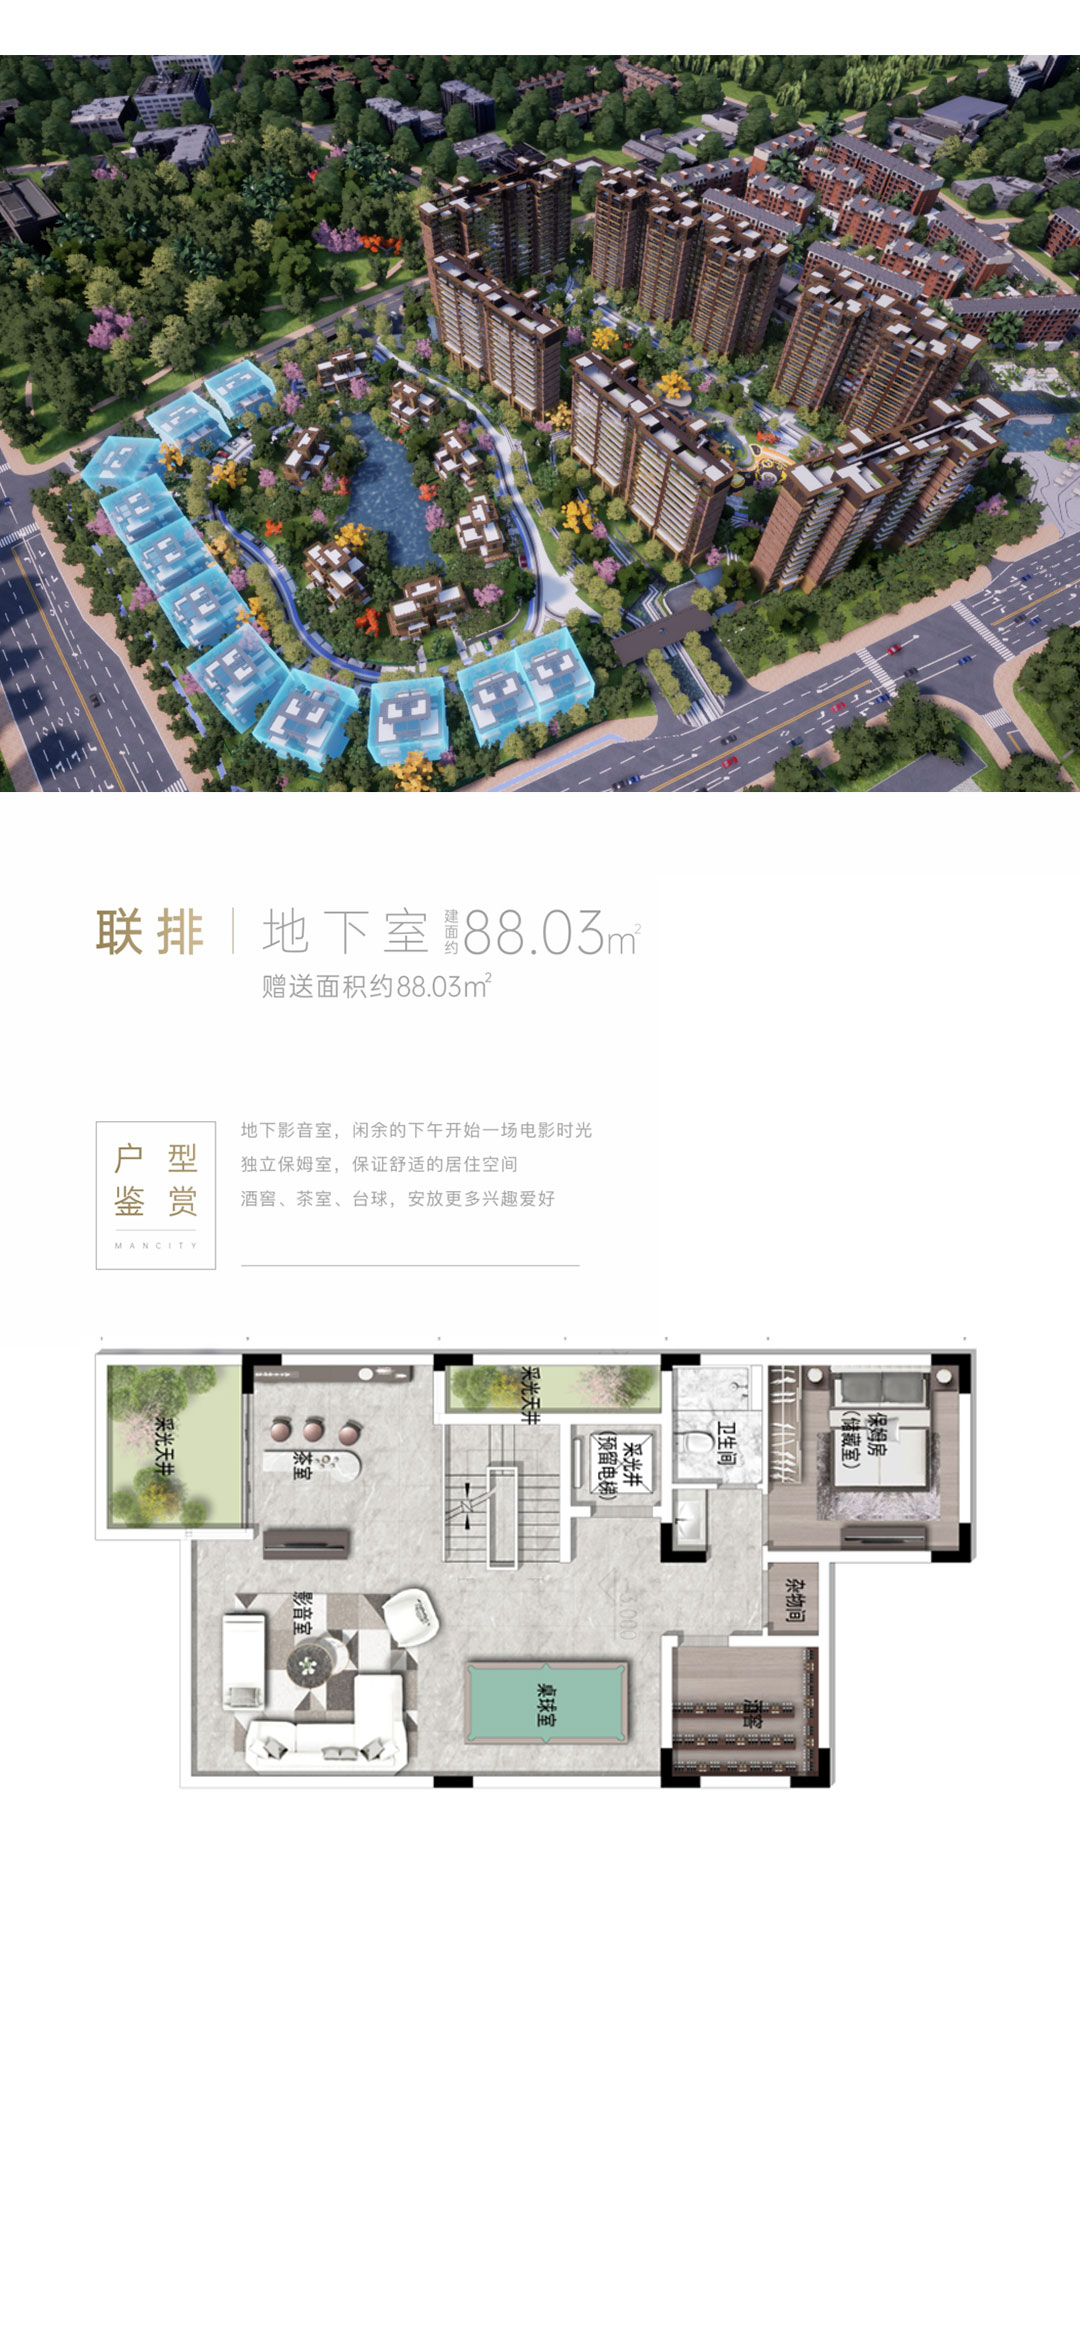 联排 地下室 建面约88.03m²
赠送面积约88.03m²
户型
鉴赏
MANCITY
地下影音室，闲余的下午开始一场电影时光
独立保姆室，保证舒适的居住空间
酒窖、茶室、台球，安放更多兴趣爱好
采光天井
采光天井
茶室
采光井
（预留电梯）
卫生间
保姆房
（储藏室）
影音室
-3.000
杂物间
桌球室
酒窖